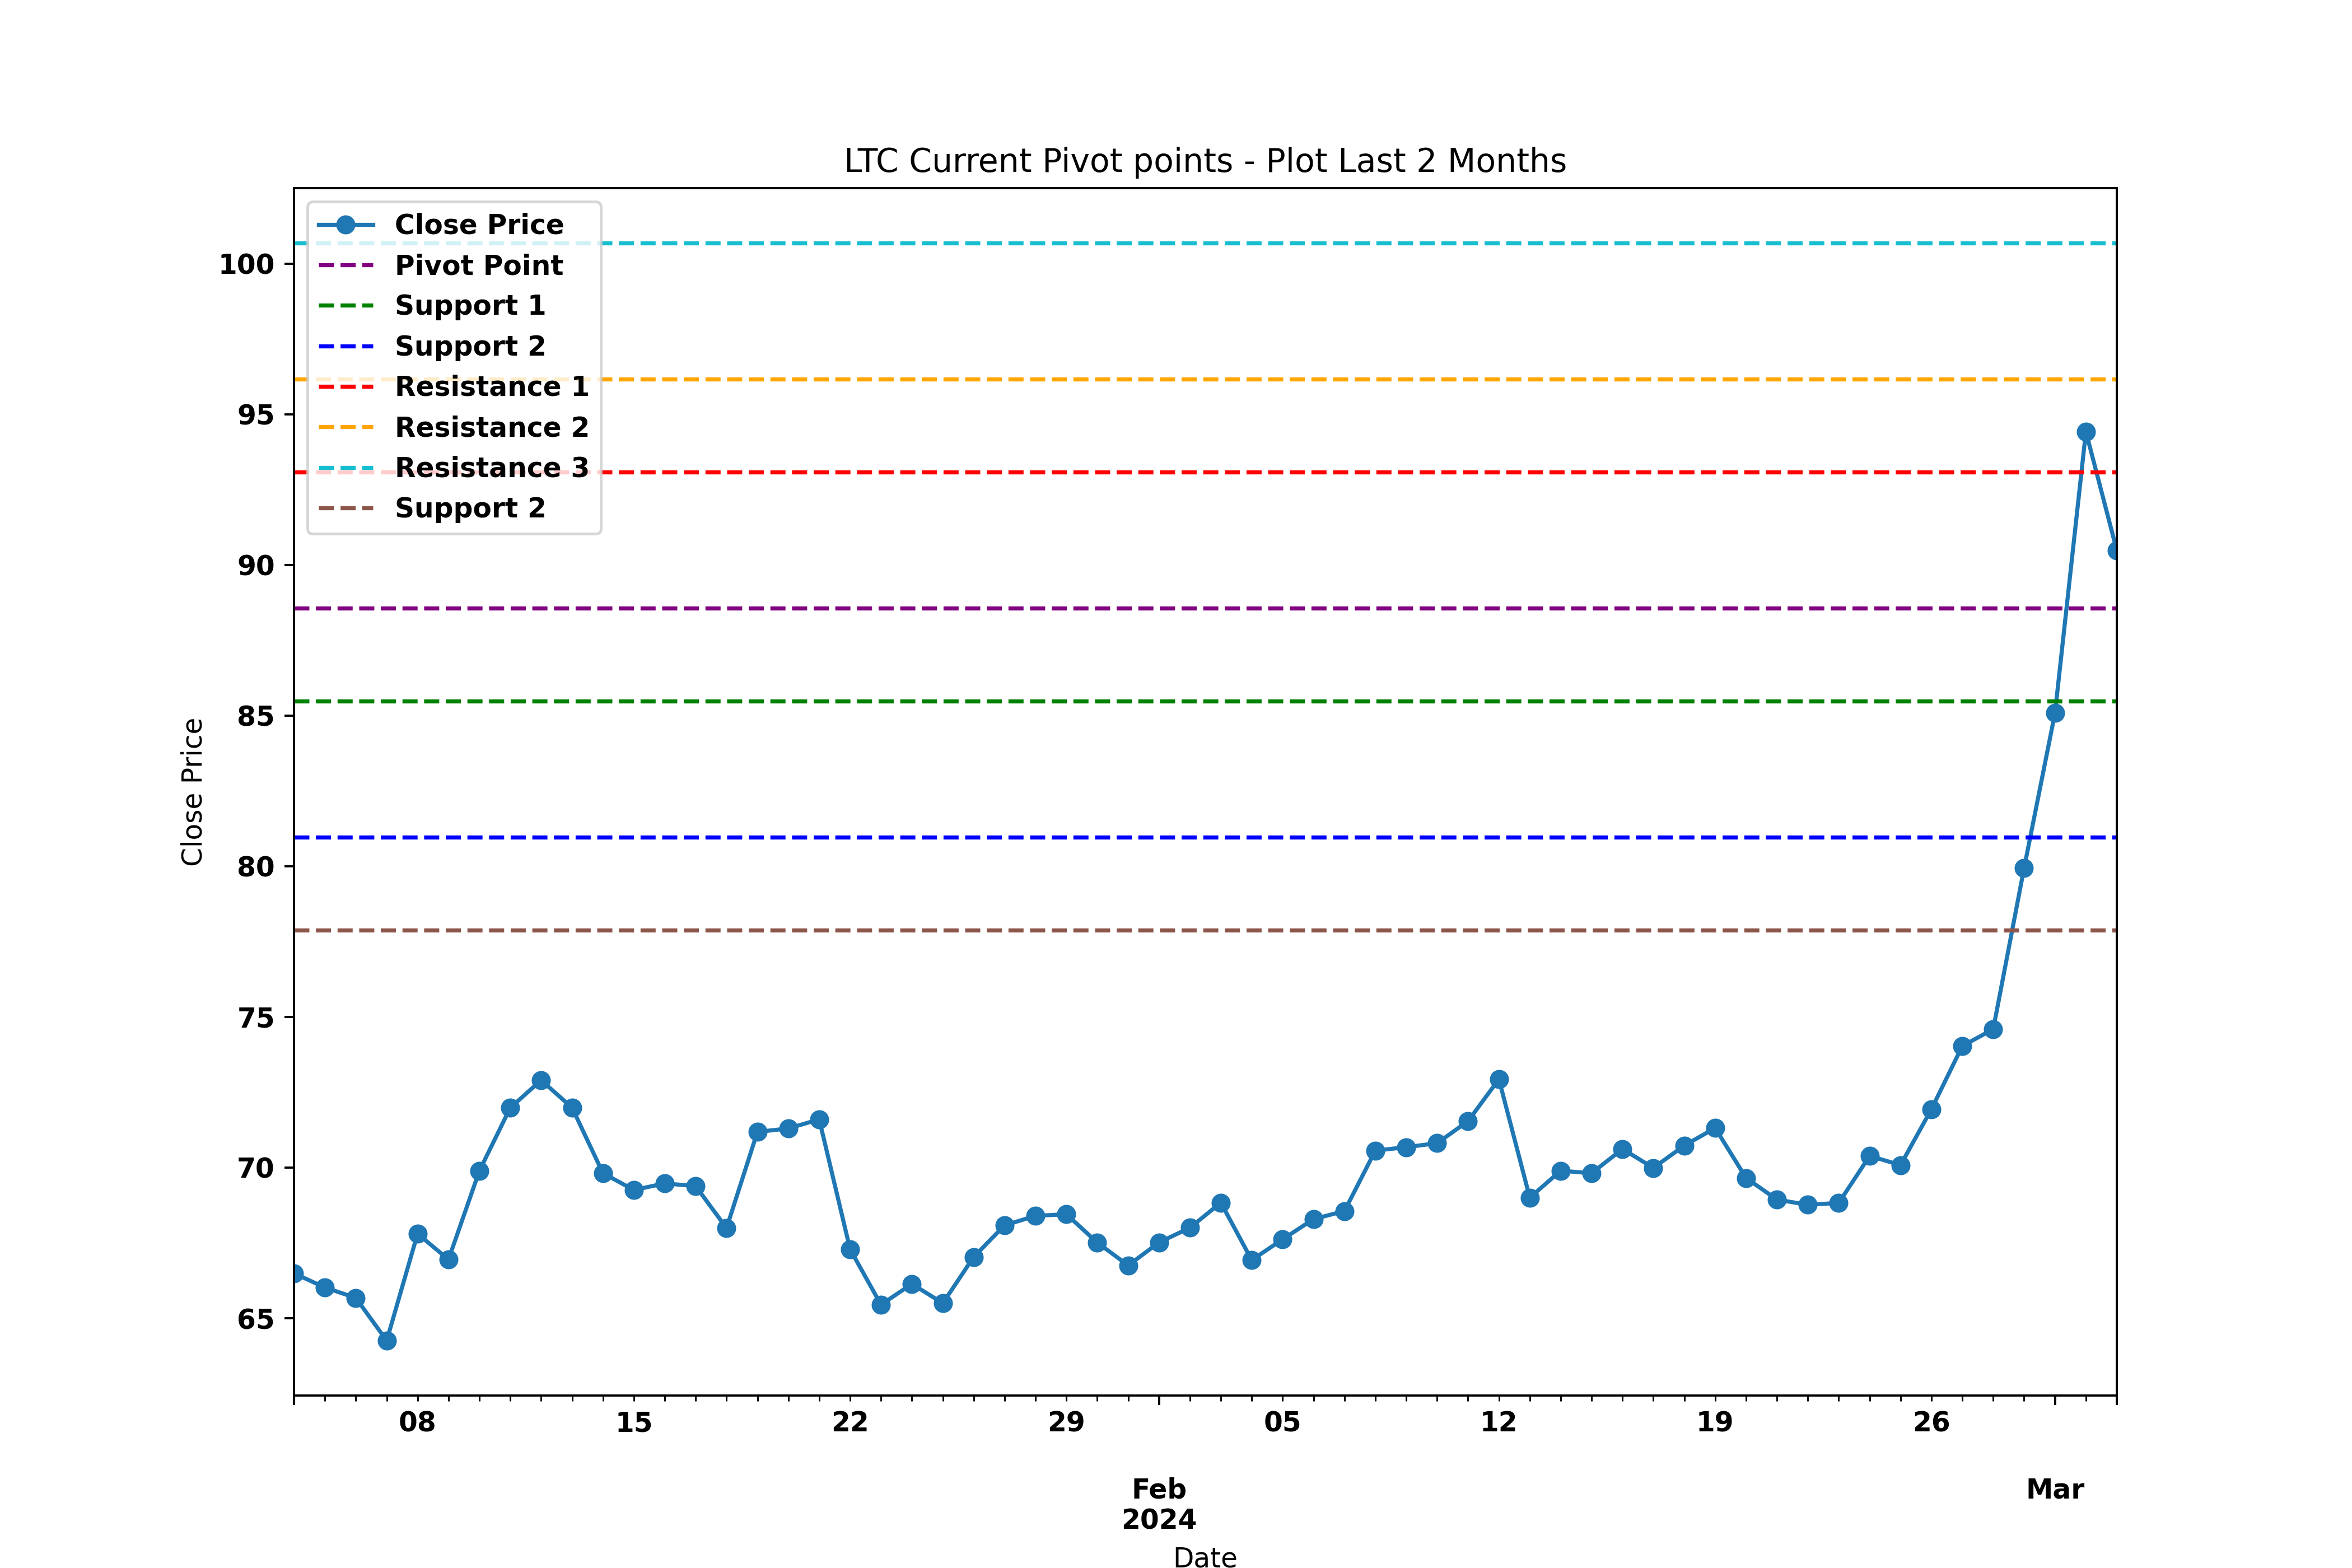 LTC Current Pivot points - Plot Last 2 Months
Close Price
Pivot Point
Support 1
Support 2
Resistance 1
Resistance 2
Resistance 3
Support 2
100
95
90
85
80
75
70
65
Close Price
08 15 22 29 05 12 19 26
Feb Mar
2024
Date